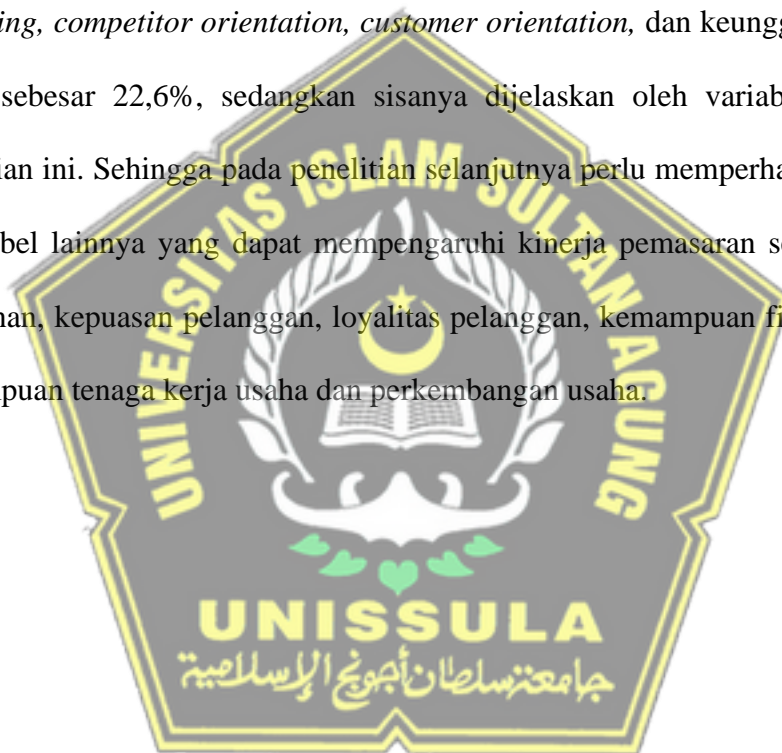 ing, competitor orientation, customer orientation, dan keungg
sebesar 22,6%, sedangkan sisanya dijelaskan oleh variab
ian ini. Sehingga pada penelitian selanjutnya perlu memperha
bel lainnya yang dapat mempengaruhi kinerja pemasaran se
nan, kepuasan pelanggan, loyalitas pelanggan, kemampuan fi
puan tenaga kerja usaha dan perkembangan usaha.
UNIVERSITAS ISLAM SULTAN AGUNG
UNISSULA
جامعة سلطان أجونج الإسلامية